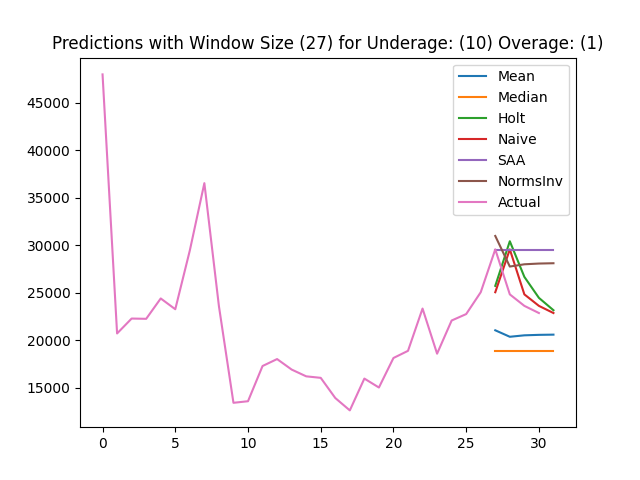 Predictions with Window Size (27) for Underage: (10) Overage: (1)
Mean
Median
Holt
Naive
SAA
NormsInv
Actual
45000
40000
35000
30000
25000
20000
15000
0 5 10 15 20 25 30